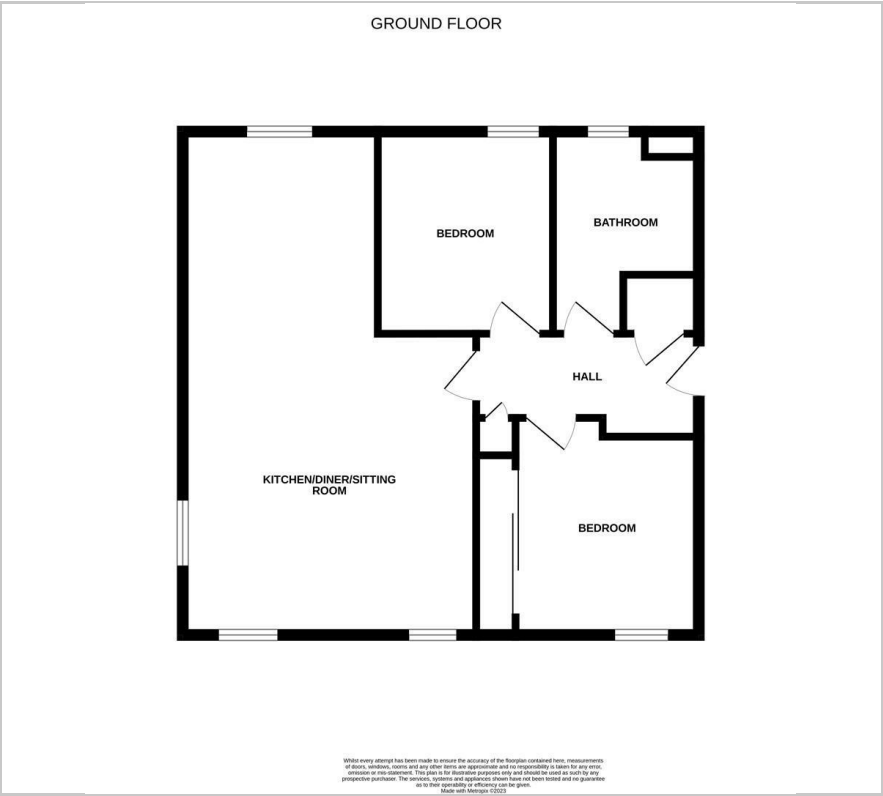 GROUND FLOOR
BEDROOM
BATHROOM
HALL
KITCHEN/DINER/SITTING
ROOM
BEDROOM
Whilst every attempt has been made to ensure the accuracy of the floorplan contained here, measurements
of doors, windows, rooms and any other items are approximate and no responsibility is taken for any error,
omission or mis-statement. This plan is for illustrative purposes only and should be used as such by any
prospective purchaser. The services, systems and appliances shown have not been tested and no guarantee
as to their operability or efficiency can be given.
Made with Metropix ©2023